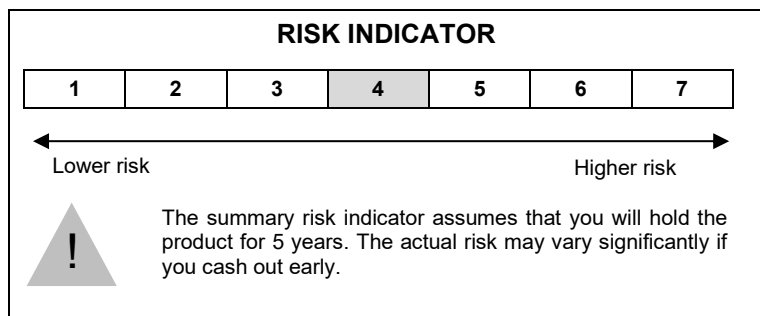 RISK INDICATOR
1 2 3 4 5 6 7
Lower risk Higher risk
!
The summary risk indicator assumes that you will hold the
product for 5 years. The actual risk may vary significantly if
you cash out early.